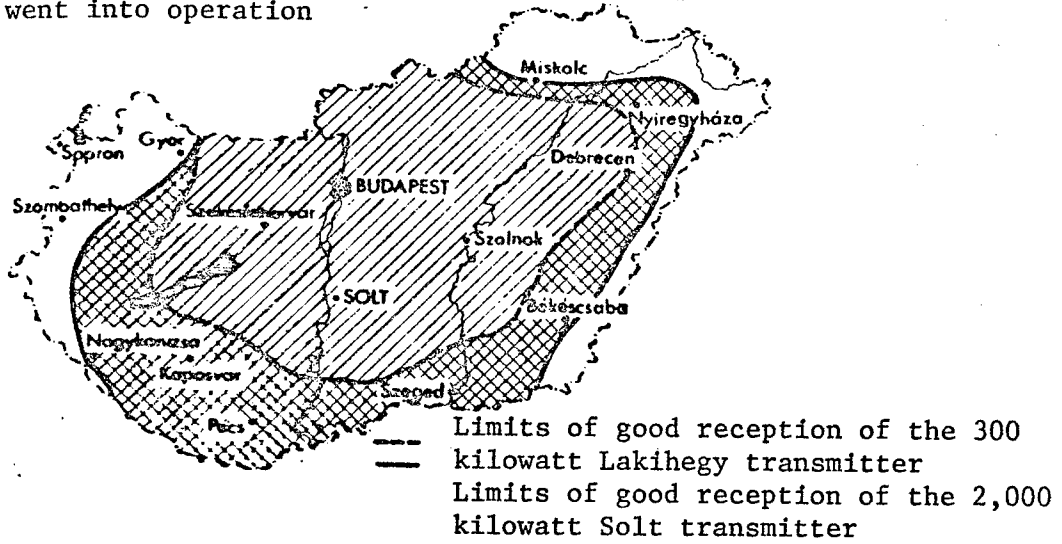 went into operation
Miskolc
Nyiregyháza
Sopron
Gyor
Debrecen
BUDAPEST
Szombathely
Székesfehérvár
Szolnok
SOLT
Békéscsaba
Nagykanizsa
Kaposvar
Szeged
Pécs
Limits of good reception of the 300
kilowatt Lakihegy transmitter
Limits of good reception of the 2,000
kilowatt Solt transmitter